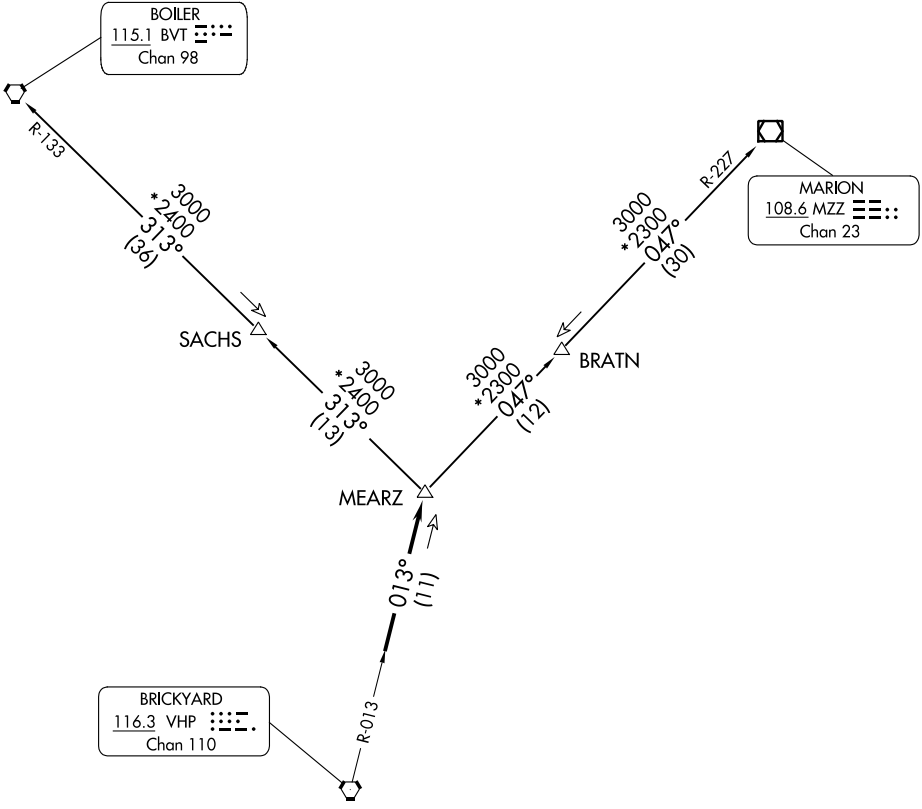 BOILER
115.1 BVT
Chan 98
R-133
3000
*2400
313°
(36)
SACHS
3000
*2400
313°
(13)
MARION
108.6 MZZ
Chan 23
R-227
3000
*2300
047°
(30)
BRATN
3000
*2300
047°
(12)
MEARZ
013°
(11)
R-013
BRICKYARD
116.3 VHP
Chan 110